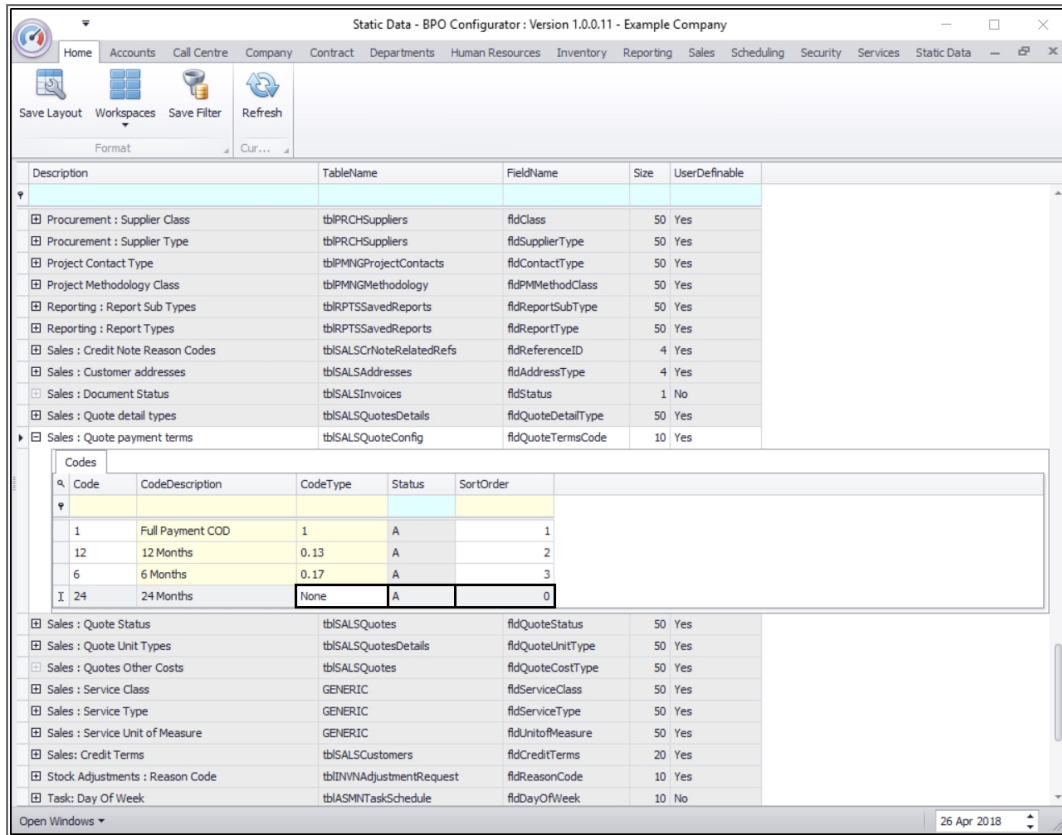 Static Data - BPO Configurator : Version 1.0.0.11 - Example Company
Home Accounts Call Centre Company Contract Departments Human Resources Inventory Reporting Sales Scheduling Security Services Static Data
Save Layout Workspaces Save Filter Refresh
Format Cur...
Description TableName FieldName Size UserDefinable
Procurement : Supplier Class tblPRCHSuppliers fldClass 50 Yes
Procurement : Supplier Type tblPRCHSuppliers fldSupplierType 50 Yes
Project Contact Type tblPMNGProjectContacts fldContactType 50 Yes
Project Methodology Class tblPMNGMethodology fldPMMethodClass 50 Yes
Reporting : Report Sub Types tblRPTSSavedReports fldReportSubType 50 Yes
Reporting : Report Types tblRPTSSavedReports fldReportType 50 Yes
Sales : Credit Note Reason Codes tblSALSCrNoteRelatedRefs fldReferenceID 4 Yes
Sales : Customer addresses tblSALSAddresses fldAddressType 4 Yes
Sales : Document Status tblSALSInvoices fldStatus 1 No
Sales : Quote detail types tblSALSQuotesDetails fldQuoteDetailType 50 Yes
Sales : Quote payment terms tblSALSQuoteConfig fldQuoteTermsCode 10 Yes
Codes
Code CodeDescription CodeType Status SortOrder
1 Full Payment COD 1 A 1
12 12 Months 0.13 A 2
6 6 Months 0.17 A 3
24 24 Months None A 0
Sales : Quote Status tblSALSQuotes fldQuoteStatus 50 Yes
Sales : Quote Unit Types tblSALSQuotesDetails fldQuoteUnitType 50 Yes
Sales : Quotes Other Costs tblSALSQuotes fldQuoteCostType 50 Yes
Sales : Service Class GENERIC fldServiceClass 50 Yes
Sales : Service Type GENERIC fldServiceType 50 Yes
Sales : Service Unit of Measure GENERIC fldUnitofMeasure 50 Yes
Sales: Credit Terms tblSALSCustomers fldCreditTerms 20 Yes
Stock Adjustments : Reason Code tblINVNAdjustmentRequest fldReasonCode 10 Yes
Task: Day Of Week tblASMNTaskSchedule fldDayOfWeek 10 No
Open Windows 26 Apr 2018